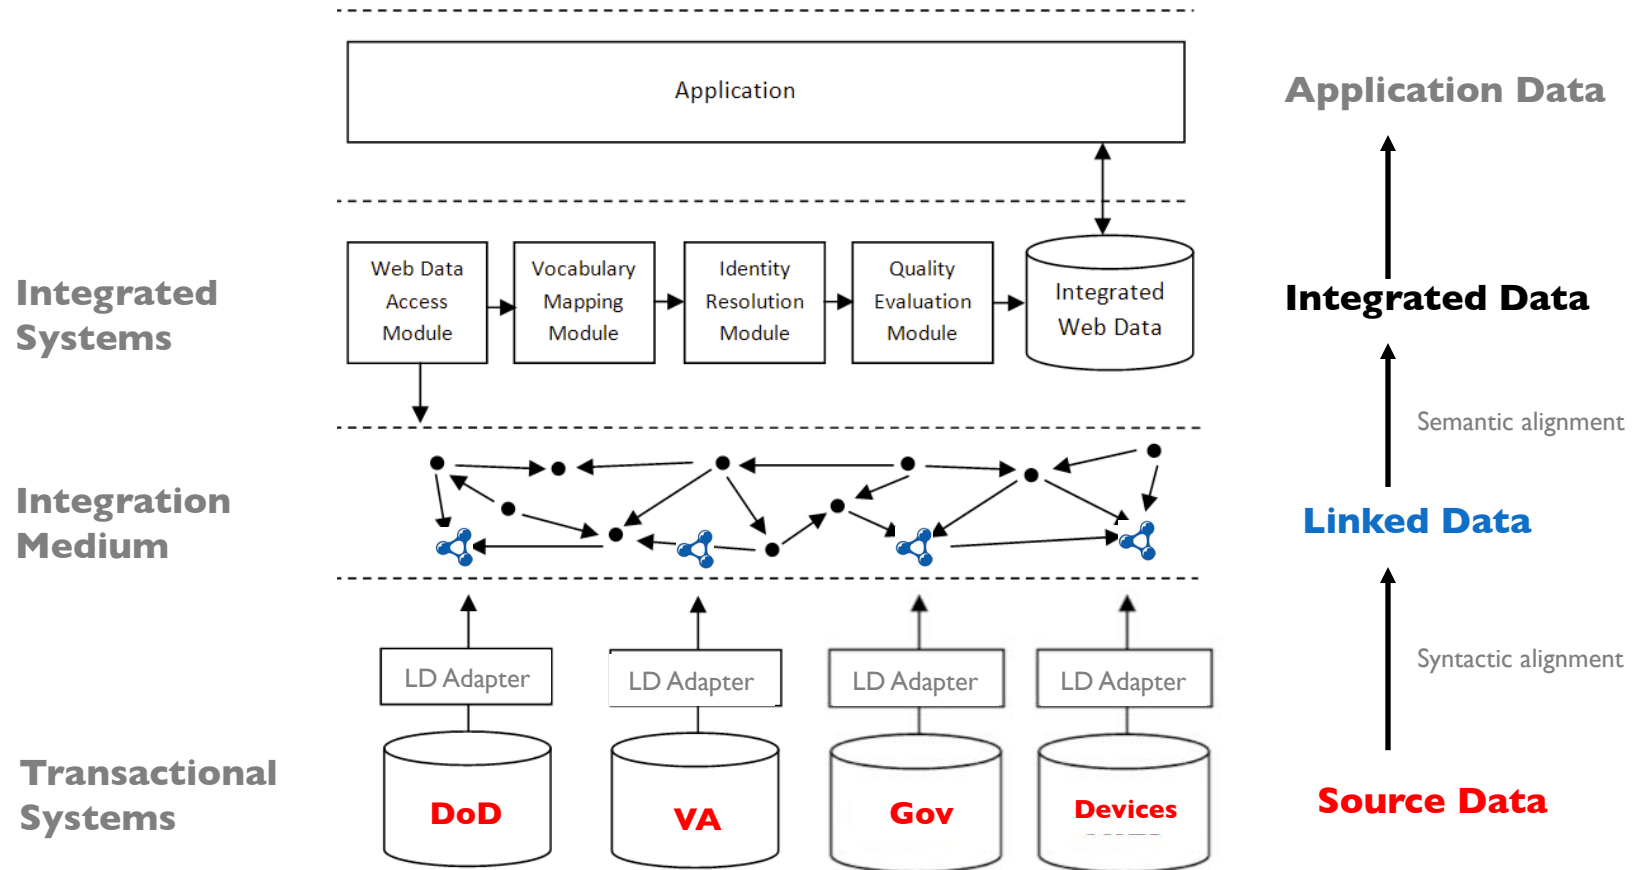 Application
Application Data
Integrated
Systems
Web Data
Access
Module
Vocabulary
Mapping
Module
Identity
Resolution
Module
Quality
Evaluation
Module
Integrated
Web Data
Integrated Data
Semantic alignment
Integration
Medium
Linked Data
LD Adapter
LD Adapter
LD Adapter
LD Adapter
Syntactic alignment
Transactional
Systems
DoD
VA
Gov
Devices
Source Data